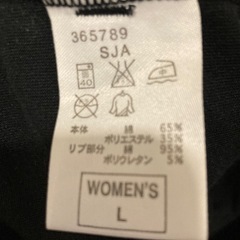 365789
SJA
40
本体 綿 65%
ポリエステル 35%
リブ部分 綿 95%
ポリウレタン 5%
WOMEN'S
L